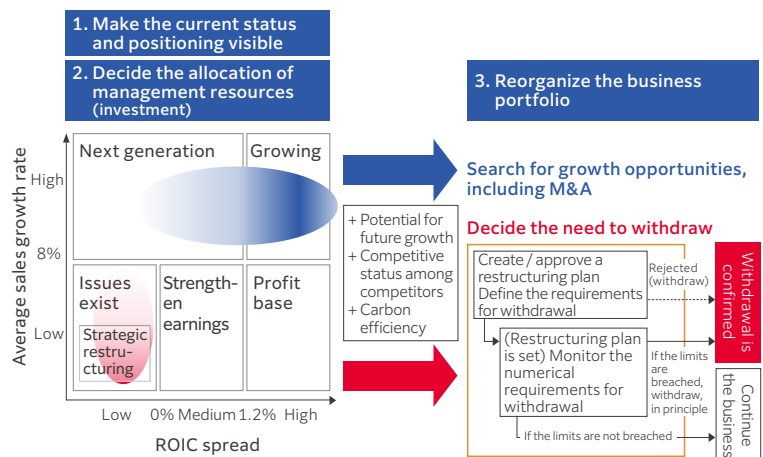 1. Make the current status
and positioning visible
2. Decide the allocation of
management resources
(investment)
3. Reorganize the business
portfolio
Average sales growth rate
High
8%
Low
Next generation
Growing
Issues
exist
Strategic
restru-
cturing
Strength-
en
earnings
Profit
base
Low
0%
Medium
1.2%
High
ROIC spread
+ Potential for
future growth
+ Competitive
status among
competitors
+ Carbon
efficiency
Search for growth opportunities,
including M&A
Decide the need to withdraw
Create / approve a
restructuring plan
Define the requirements
for withdrawal
Rejected
(withdraw)
(Restructuring plan
is set) Monitor the
numerical
requirements for
withdrawal
If the limits
are
breached,
withdraw,
in principle
If the limits are not breached
Withdrawal is
confirmed
Continue
the business